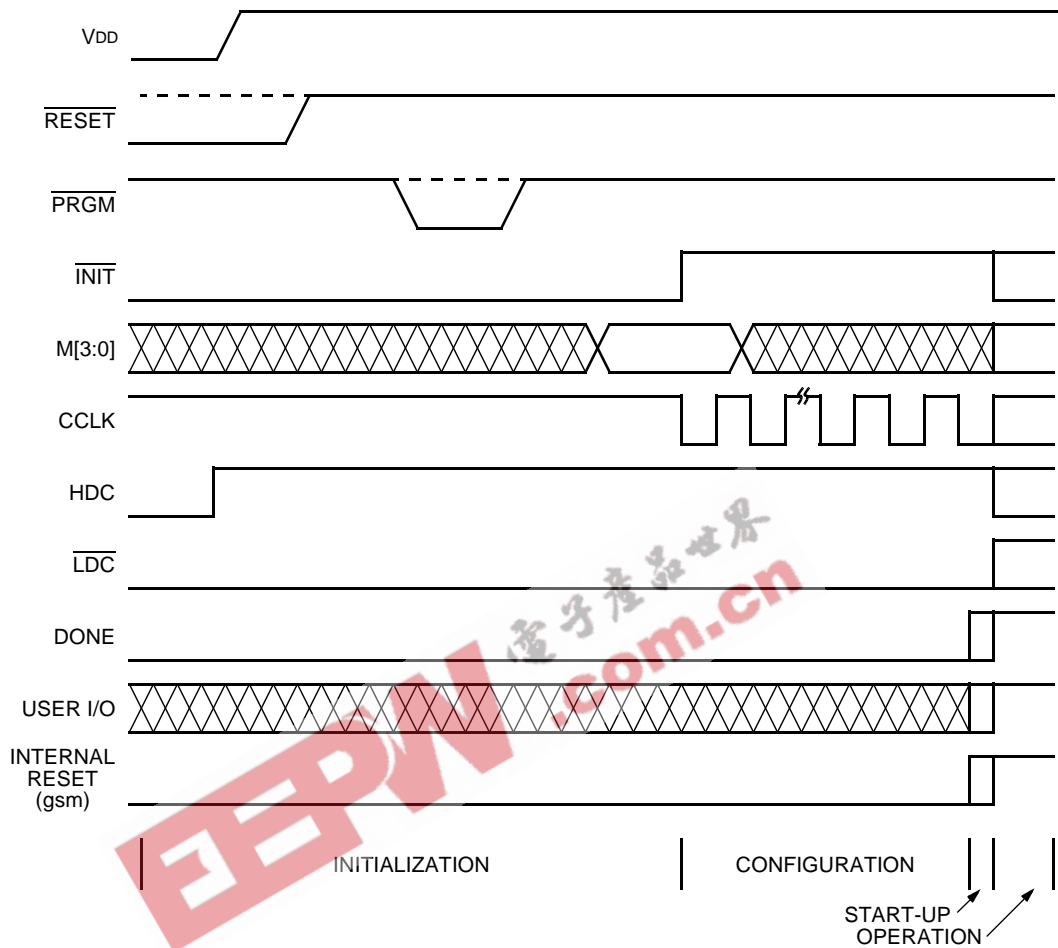 VDD
RESET
PRGM
INIT
M[3:0]
CCLK
HDC
LDC
DONE
USER I/O
INTERNAL
RESET
(gsm)
INITIALIZATION
CONFIGURATION
START-UP
OPERATION
EEPW
電子產品世界
.com.cn